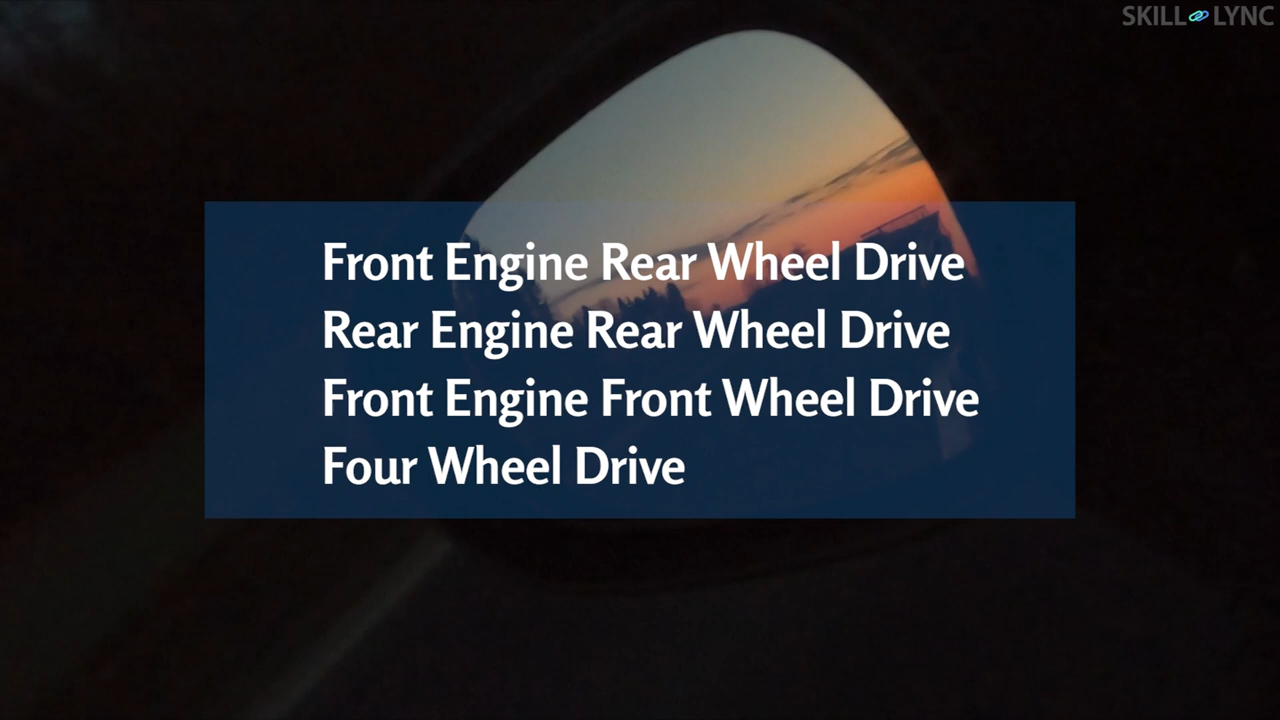 SKILL LYNC
Front Engine Rear Wheel Drive
Rear Engine Rear Wheel Drive
Front Engine Front Wheel Drive
Four Wheel Drive